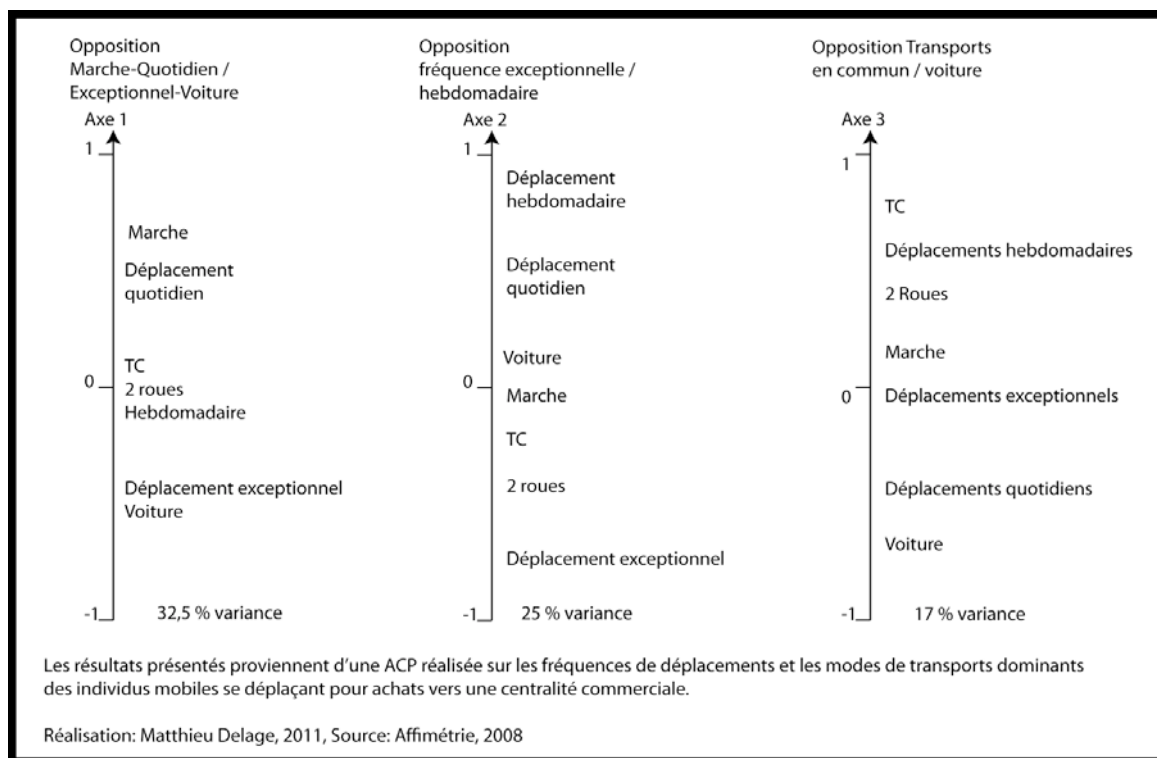 Opposition
Marche-Quotidien /
Exceptionnel-Voiture
Axe 1
1
Marche
Déplacement
quotidien
TC
0
2 roues
Hebdomadaire
Déplacement exceptionnel
Voiture
-1
32,5 % variance
Opposition
fréquence exceptionnelle /
hebdomadaire
Axe 2
1
Déplacement
hebdomadaire
Déplacement
quotidien
Voiture
0
Marche
TC
2 roues
Déplacement exceptionnel
-1
25 % variance
Opposition Transports
en commun / voiture
Axe 3
1
TC
Déplacements hebdomadaires
2 Roues
Marche
0
Déplacements exceptionnels
Déplacements quotidiens
Voiture
-1
17 % variance
Les résultats présentés proviennent d'une ACP réalisée sur les fréquences de déplacements et les modes de transports dominants
des individus mobiles se déplaçant pour achats vers une centralité commerciale.
Réalisation: Matthieu Delage, 2011, Source: Affimétrie, 2008